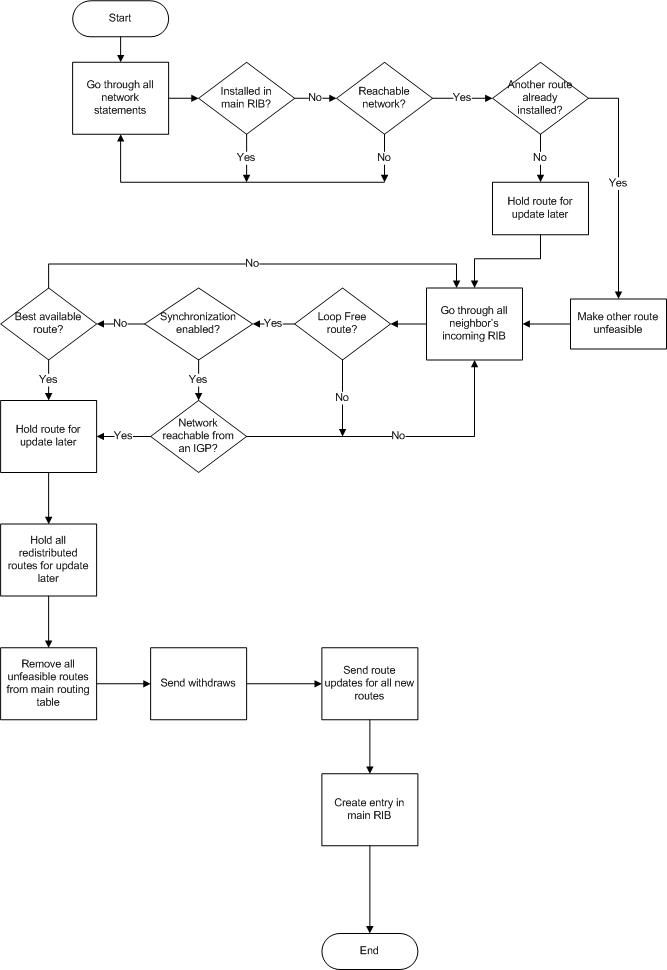 Start
Go through all
network
statements
Installed in
main RIB?
No
Reachable
network?
Yes
Another route
already
installed?
Yes
No
No
Yes
Hold route for
update later
No
Best available
route?
No
Synchronization
enabled?
Yes
Loop Free
route?
Go through all
neighbor's
incoming RIB
Make other route
unfeasible
Yes
Yes
No
Hold route for
update later
Yes
Network
reachable from
an IGP?
No
Hold all
redistributed
routes for update
later
Remove all
unfeasible routes
from main routing
table
Send withdraws
Send route
updates for all new
routes
Create entry in
main RIB
End